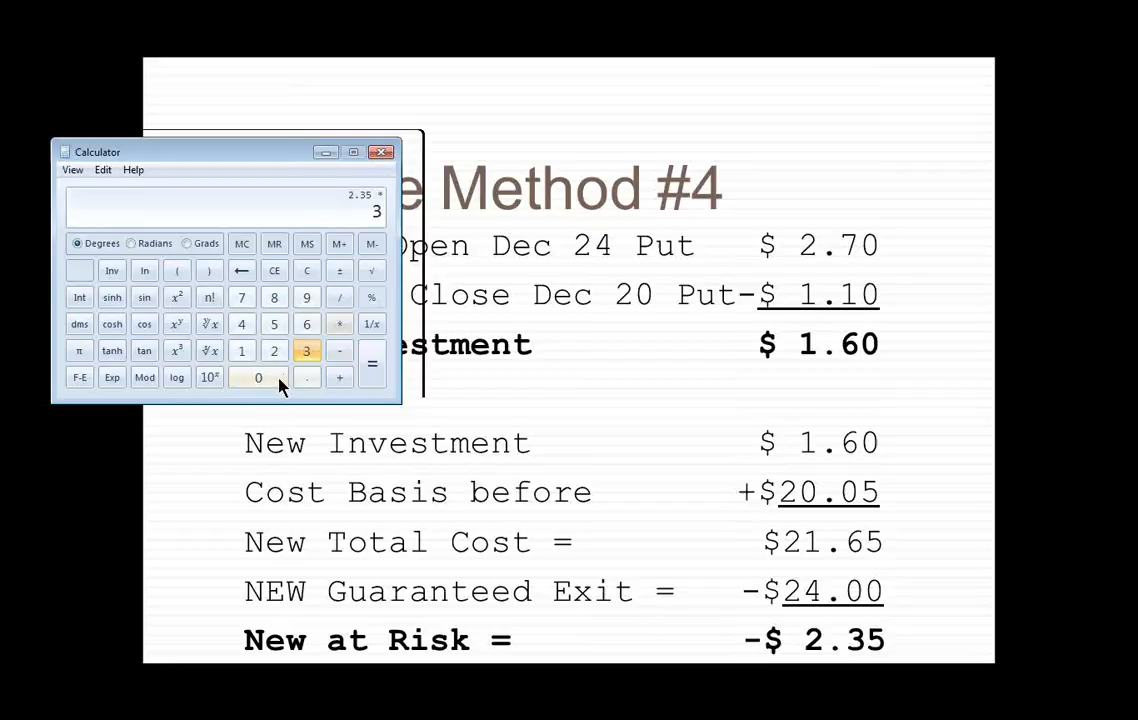 Calculator
View Edit Help
2.35 *
3
Degrees Radians Grads MC MR MS M+ M-
Inv ln ( ) ← CE C ± √
Int sinh sin x² n! 7 8 9 / %
dms cosh cos xʸ ʸ√x 4 5 6 * 1/x
π tanh tan x³ ³√x 1 2 3 - =
F-E Exp Mod log 10ˣ 0 . +
e Method #4
Open Dec 24 Put $ 2.70
Close Dec 20 Put-$ 1.10
estment $ 1.60
New Investment $ 1.60
Cost Basis before +$20.05
New Total Cost = $21.65
NEW Guaranteed Exit = -$24.00
New at Risk = -$ 2.35